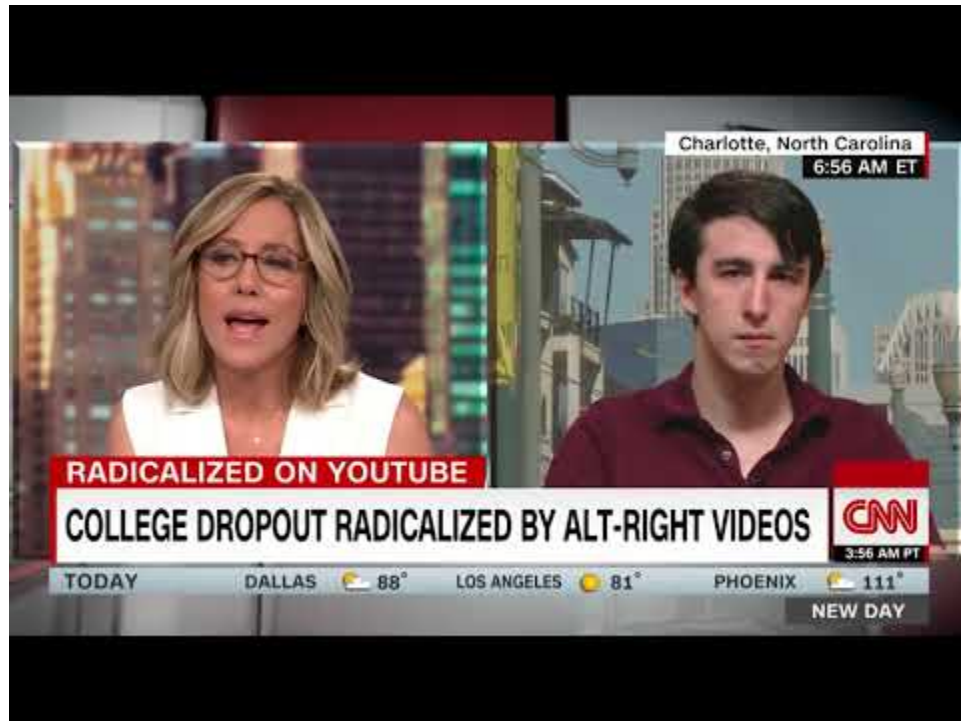 Charlotte, North Carolina
6:56 AM ET
RADICALIZED ON YOUTUBE
COLLEGE DROPOUT RADICALIZED BY ALT-RIGHT VIDEOS
CNN
3:56 AM PT
TODAY DALLAS 88° LOS ANGELES 81° PHOENIX 111°
NEW DAY